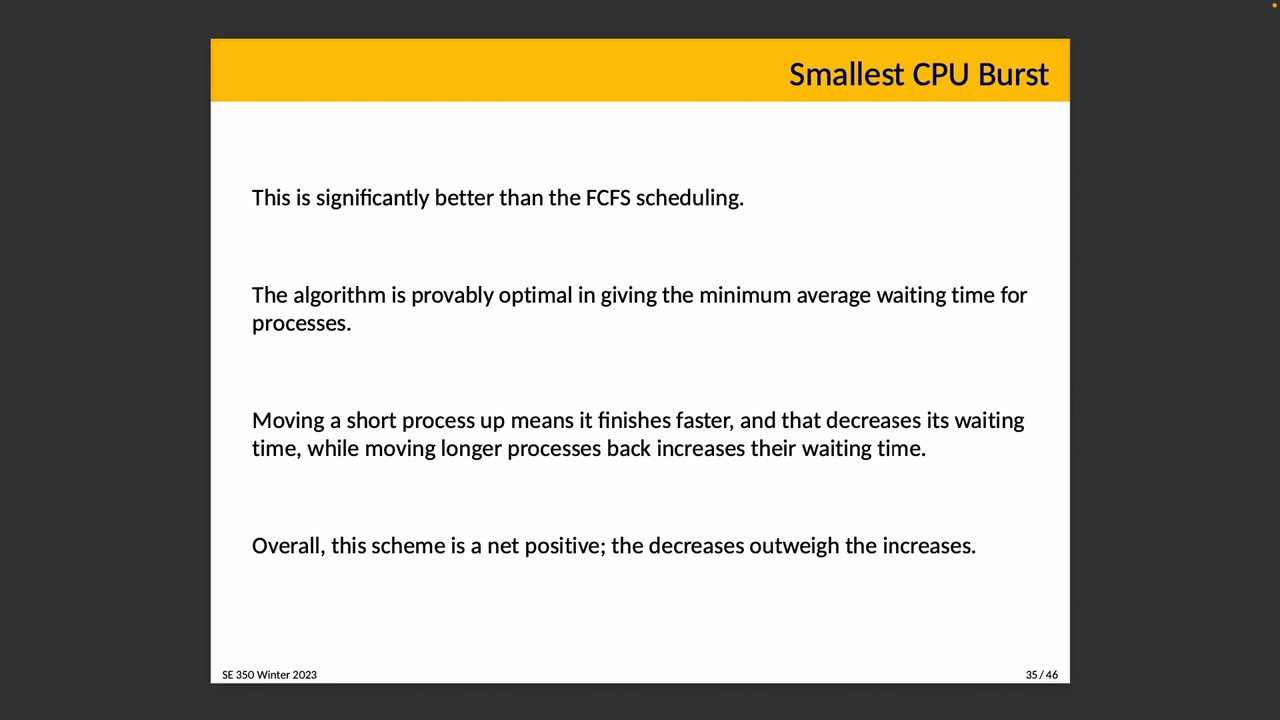 Smallest CPU Burst
This is significantly better than the FCFS scheduling.
The algorithm is provably optimal in giving the minimum average waiting time for
processes.
Moving a short process up means it finishes faster, and that decreases its waiting
time, while moving longer processes back increases their waiting time.
Overall, this scheme is a net positive; the decreases outweigh the increases.
SE 350 Winter 2023
35 / 46